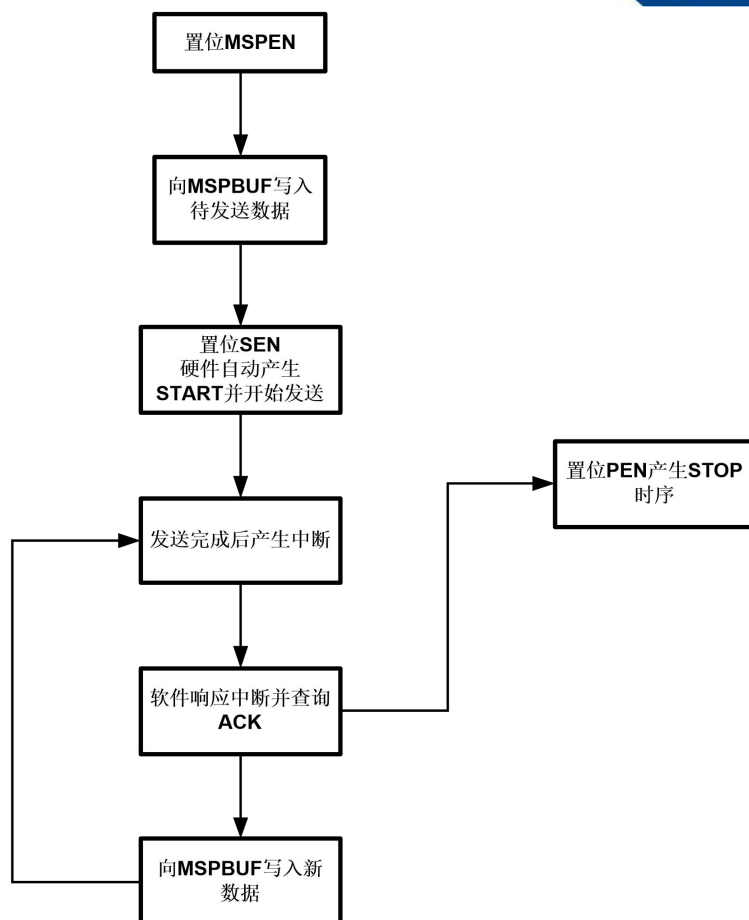 置位MSPEN
向MSPBUF写入
待发送数据
置位SEN
硬件自动产生
START并开始发送
置位PEN产生STOP
时序
发送完成后产生中断
软件响应中断并查询
ACK
向MSPBUF写入新
数据